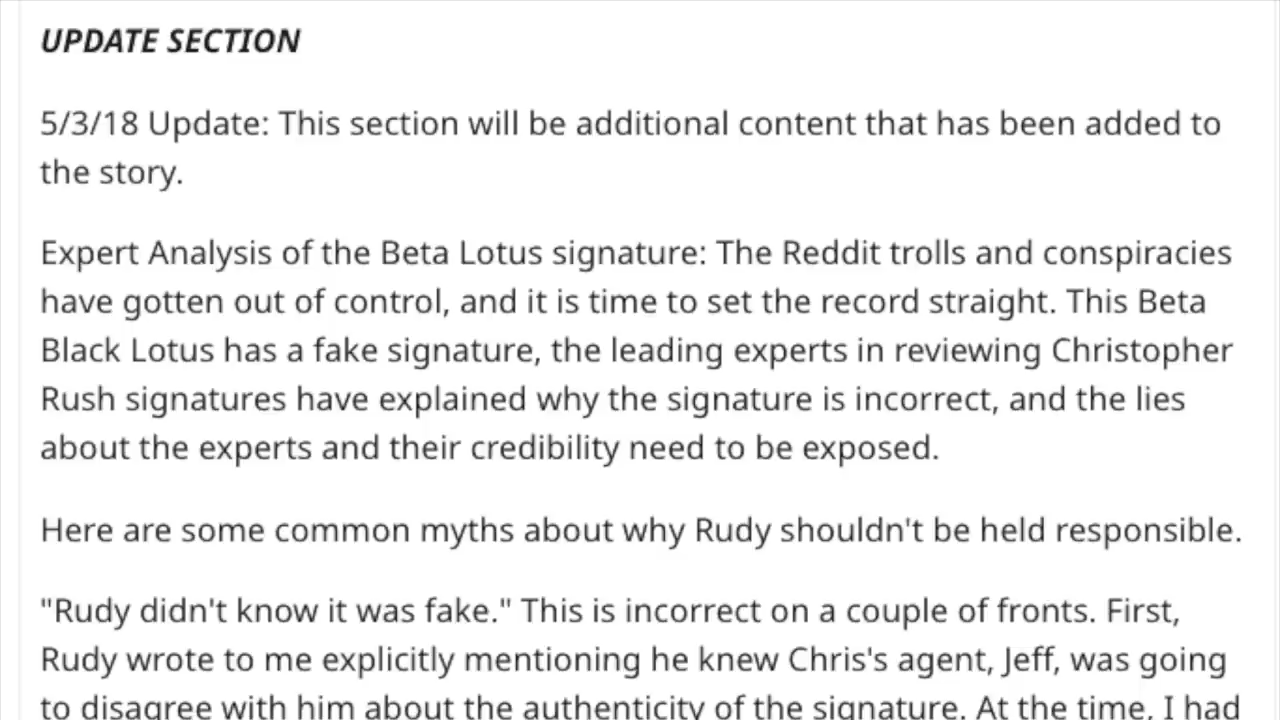 UPDATE SECTION
5/3/18 Update: This section will be additional content that has been added to
the story.
Expert Analysis of the Beta Lotus signature: The Reddit trolls and conspiracies
have gotten out of control, and it is time to set the record straight. This Beta
Black Lotus has a fake signature, the leading experts in reviewing Christopher
Rush signatures have explained why the signature is incorrect, and the lies
about the experts and their credibility need to be exposed.
Here are some common myths about why Rudy shouldn't be held responsible.
"Rudy didn't know it was fake." This is incorrect on a couple of fronts. First,
Rudy wrote to me explicitly mentioning he knew Chris's agent, Jeff, was going
to disagree with him about the authenticity of the signature. At the time, I had